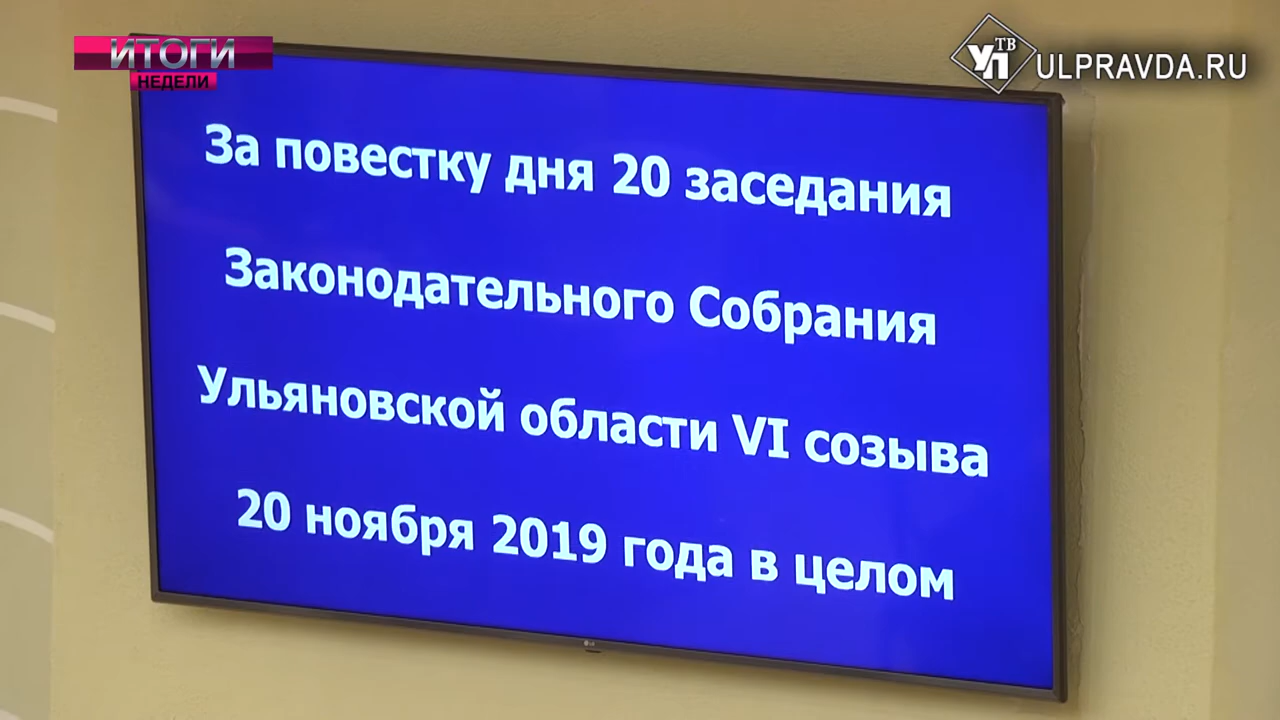 ИТОГИ
НЕДЕЛИ
УП ТВ
ULPRAVDA.RU
За повестку дня 20 заседания
Законодательного Собрания
Ульяновской области VI созыва
20 ноября 2019 года в целом
LG